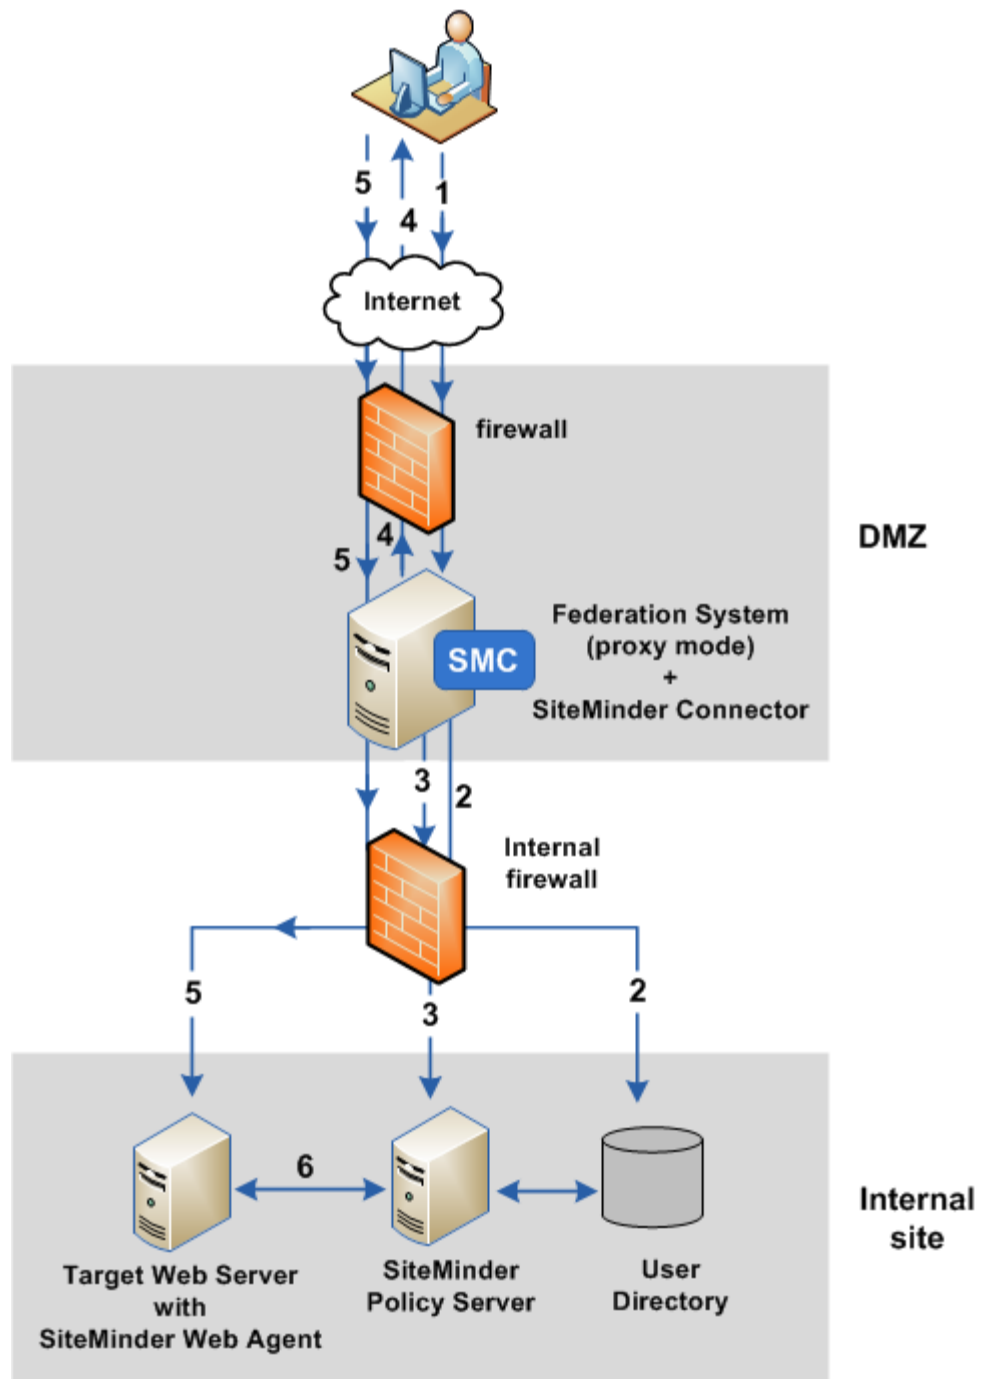 5
1
4
Internet
firewall
4
5
DMZ
Federation System
(proxy mode)
+
SiteMinder Connector
SMC
3
2
Internal
firewall
5
3
2
6
Internal
site
Target Web Server
with
SiteMinder Web Agent
SiteMinder
Policy Server
User
Directory